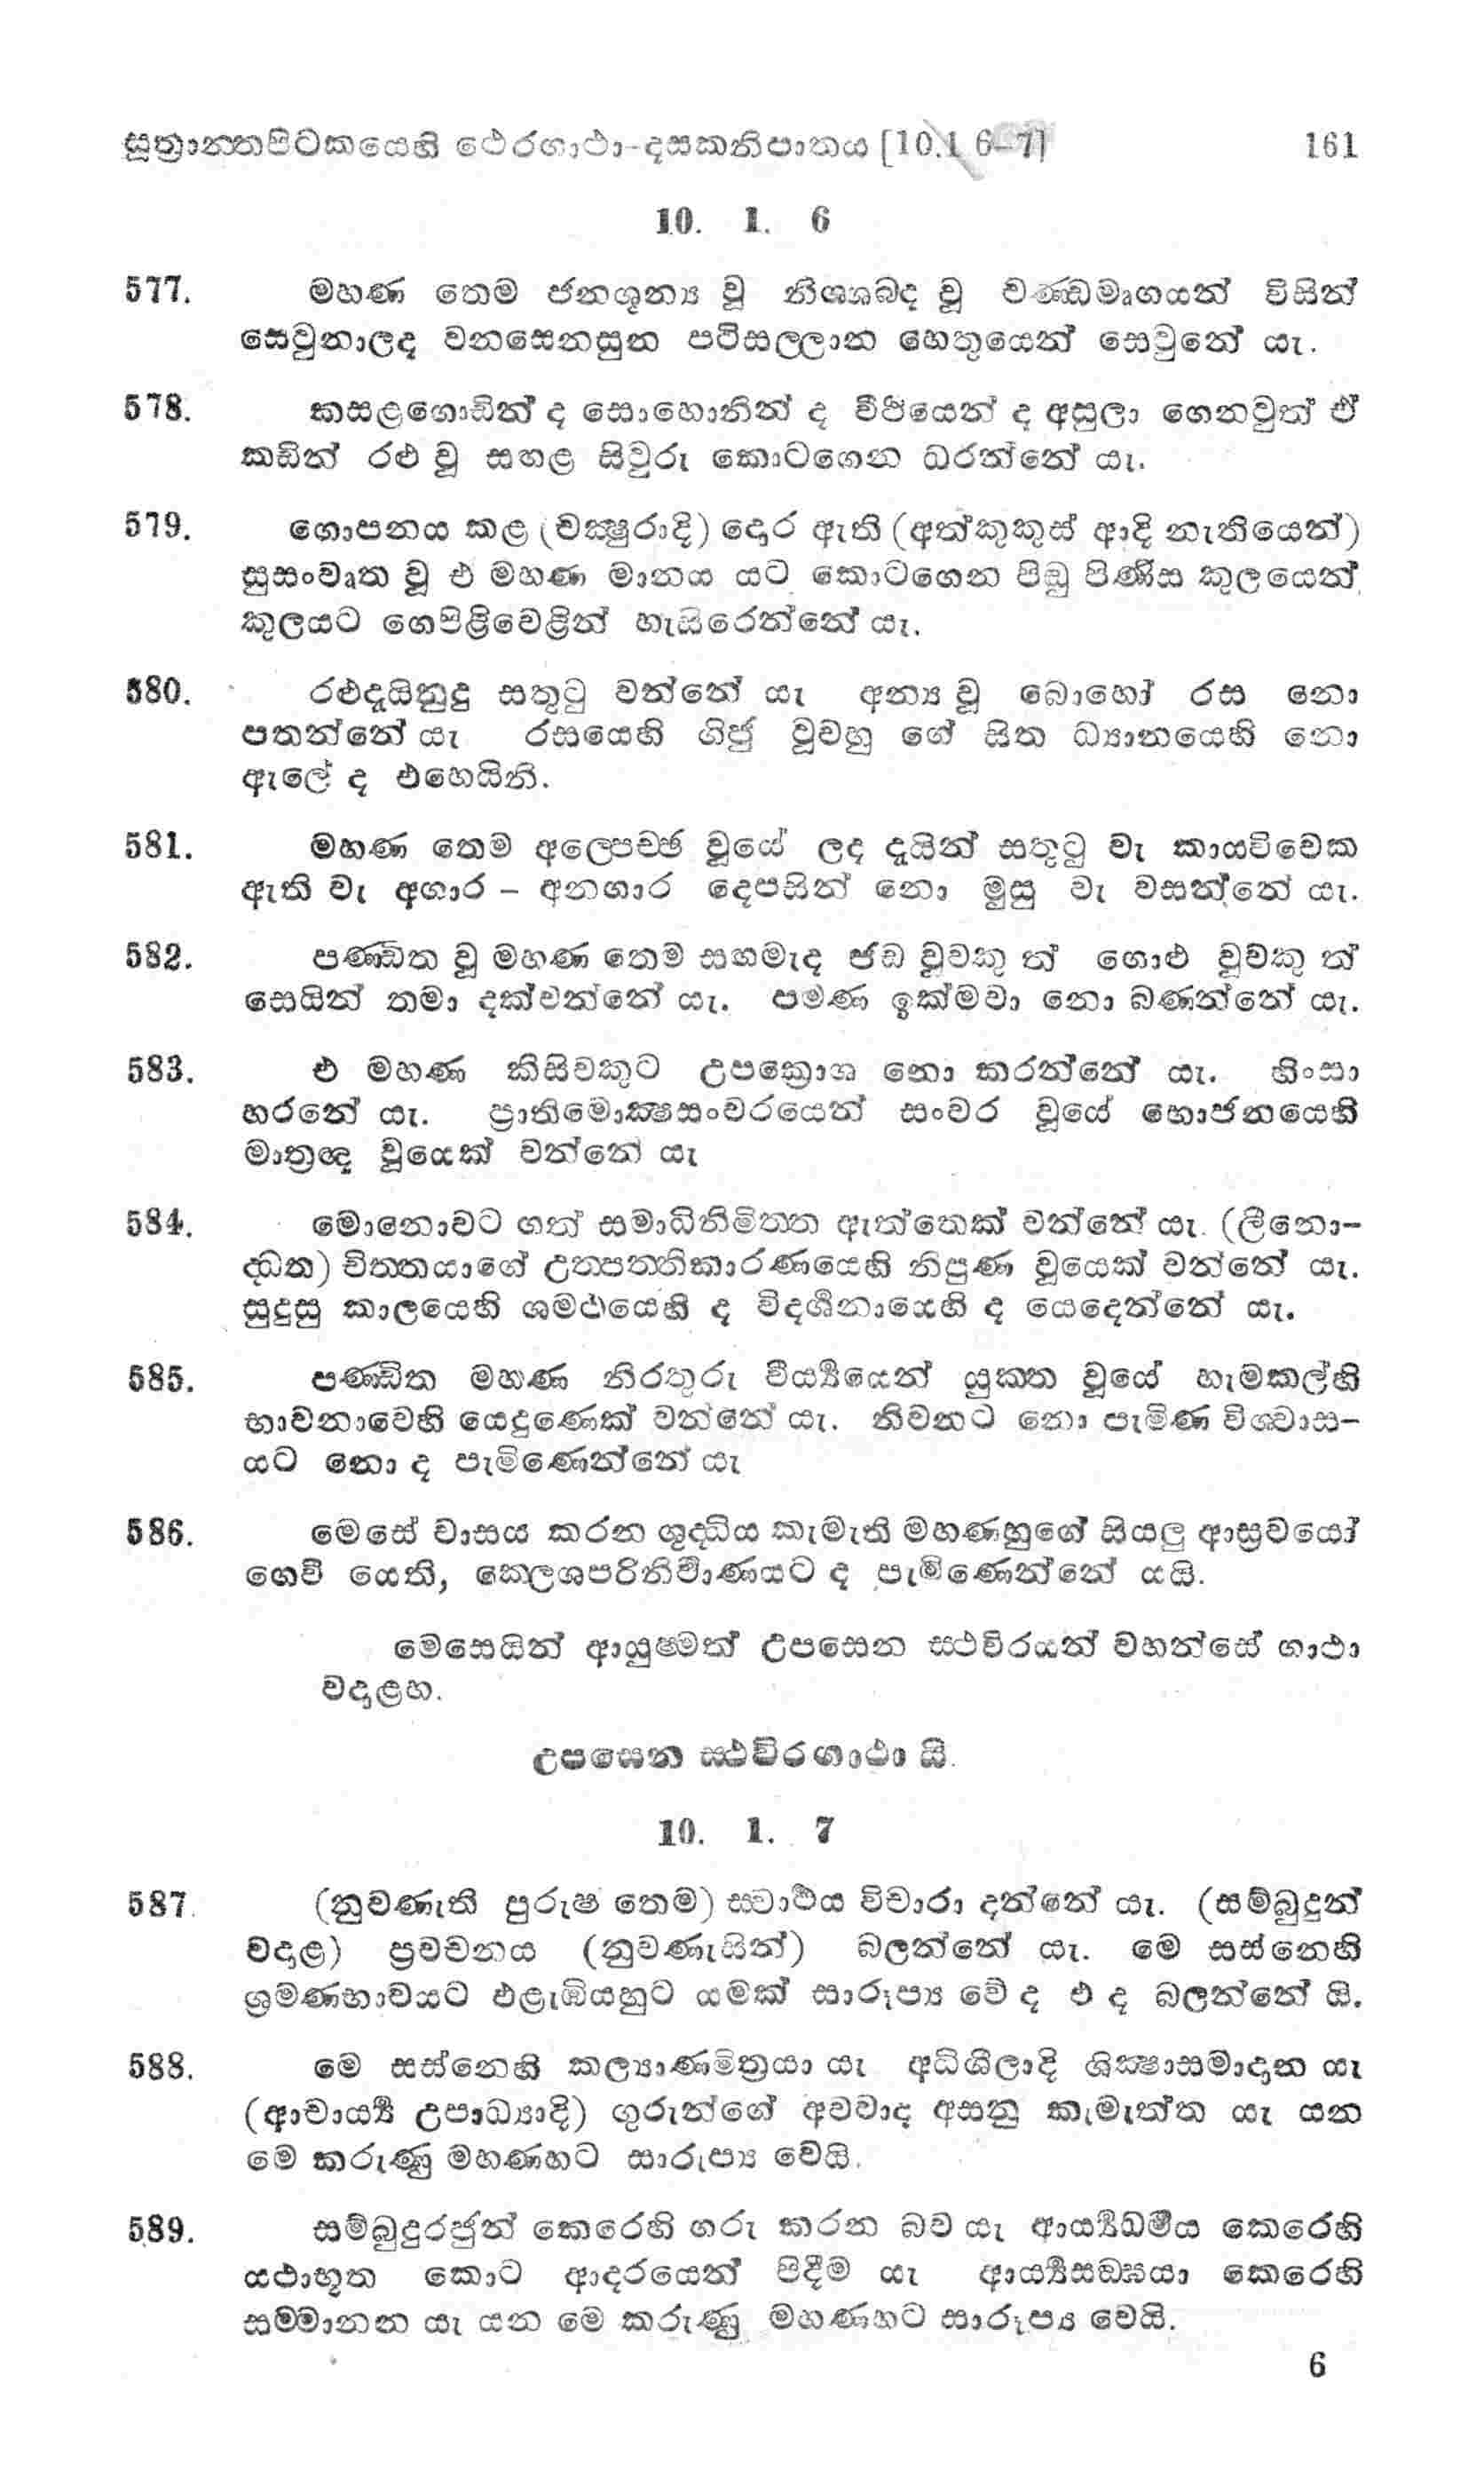 සූත්‍රාන්තපිටකයෙහි ථෙරගාථා-දසකනිපාතය [10.1 6–7] 161
10. 1. 6
577. මහණ තෙම ජනශූන්‍ය වූ නිශශබද වූ චණ්ඩමෘගයන් විසින්
සෙවුනාලද වනසෙනසුන පටිසල්ලාන හෙතුයෙන් සෙවුනේ යැ.
578. කසළගොඩින් ද සොහොනින් ද වීථියෙන් ද අසුලා ගෙනවුත් ඒ
කඩින් රළු වූ සඟළ සිවුරු කොටගෙන ධරන්නේ යැ.
579. ගොපනය කළ (චක්‍ෂුරාදි) දොර ඇති (අත්කුකුස් ආදි නැතියෙන්)
සුසංවෘත වූ එ මහණ මානය යට කොටගෙන පිඬු පිණිස කුලයෙන්
කුලයට ගෙපිළිවෙළින් හැසිරෙන්නේ යැ.
580. රළුදැයිනුදු සතුටු වන්නේ යැ අන්‍ය වූ බොහෝ රස නො
පතන්නේ යැ රසයෙහි ගිජු වූවහු ගේ සිත ධ්‍යානයෙහි නො
ඇලේ ද එහෙයිනි.
581. මහණ තෙම අල්පෙච්ඡ වූයේ ලද දැයින් සතුටු වැ කායවිවෙක
ඇති වැ අගාර – අනගාර දෙපසින් නො මුසු වැ වසන්නේ යැ.
582. පණ්ඩිත වූ මහණ තෙම සඟමැද ජඩ වූවකු ත් ගොළු වූවකු ත්
සෙයින් තමා දක්වන්නේ යැ. පමණ ඉක්මවා නො බණන්නේ යැ.
583. එ මහණ කිසිවකුට උපක්‍රොශ නො කරන්නේ යැ. හිංසා
හරනේ යැ. ප්‍රාතිමොක්‍ෂසංවරයෙන් සංවර වූයේ භොජනයෙහි
මාත්‍රඥ වූයෙක් වන්නේ යැ
584. මොනොවට ගත් සමාධිනිමිත්ත ඇත්තෙක් වන්නේ යැ. (ලීනො-
ද්ධත) චිත්තයාගේ උත්පත්තිකාරණයෙහි නිපුණ වූයෙක් වන්නේ යැ.
සුදුසු කාලයෙහි ශමථයෙහි ද විදර්‍ශනායෙහි ද යෙදෙන්නේ යැ.
585. පණ්ඩිත මහණ නිරතුරු වීර්‍ය්‍යයෙන් යුක්ත වූයේ හැමකල්හි
භාවනාවෙහි යෙදුණෙක් වන්නේ යැ. නිවනට නො පැමිණ විශ්වාස-
යට නො ද පැමිණෙන්නේ යැ
586. මෙසේ වාසය කරන ශුද්ධිය කැමැති මහණහුගේ සියලු ආස්‍රවයෝ
ගෙවී යෙති, ක්ලෙශපරිනිර්‍වාණයට ද පැමිණෙන්නේ යයි.
මෙසෙයින් ආයුෂ්මත් උපසෙන ස්ථවිරයන් වහන්සේ ගාථා
වදාළහ.
උපසෙන ස්ථවිරගාථා යි.
10. 1. 7
587. (නුවණැති පුරුෂ තෙම) ස්වාර්‍ථය විචාරා දන්නේ යැ. (සම්බුදුන්
වදාළ) ප්‍රවචනය (නුවණැසින්) බලන්නේ යැ. මෙ සස්නෙහි
ශ්‍රමණභාවයට එළැඹියහුට යමක් සාරූප්‍ය වේ ද එ ද බලන්නේ යි.
588. මෙ සස්නෙහි කල්‍යාණමිත්‍රයා යැ අධිශීලාදි ශික්‍ෂාසමාදාන යැ
(ආචාර්‍ය්‍ය උපාධ්‍යාදි) ගුරුන්ගේ අවවාද අසනු කැමැත්ත යැ යන
මෙ කරුණු මහණහට සාරුප්‍ය වෙයි.
589. සම්බුදුරජුන් කෙරෙහි ගරු කරන බව යැ ආර්‍ය්‍යධර්‍මය කෙරෙහි
යථාභූත කොට ආදරයෙන් පිදීම යැ ආර්‍ය්‍යසඞ්ඝයා කෙරෙහි
සම්මානන යැ යන මෙ කරුණු මහණහට සාරූප්‍ය වෙයි.
6